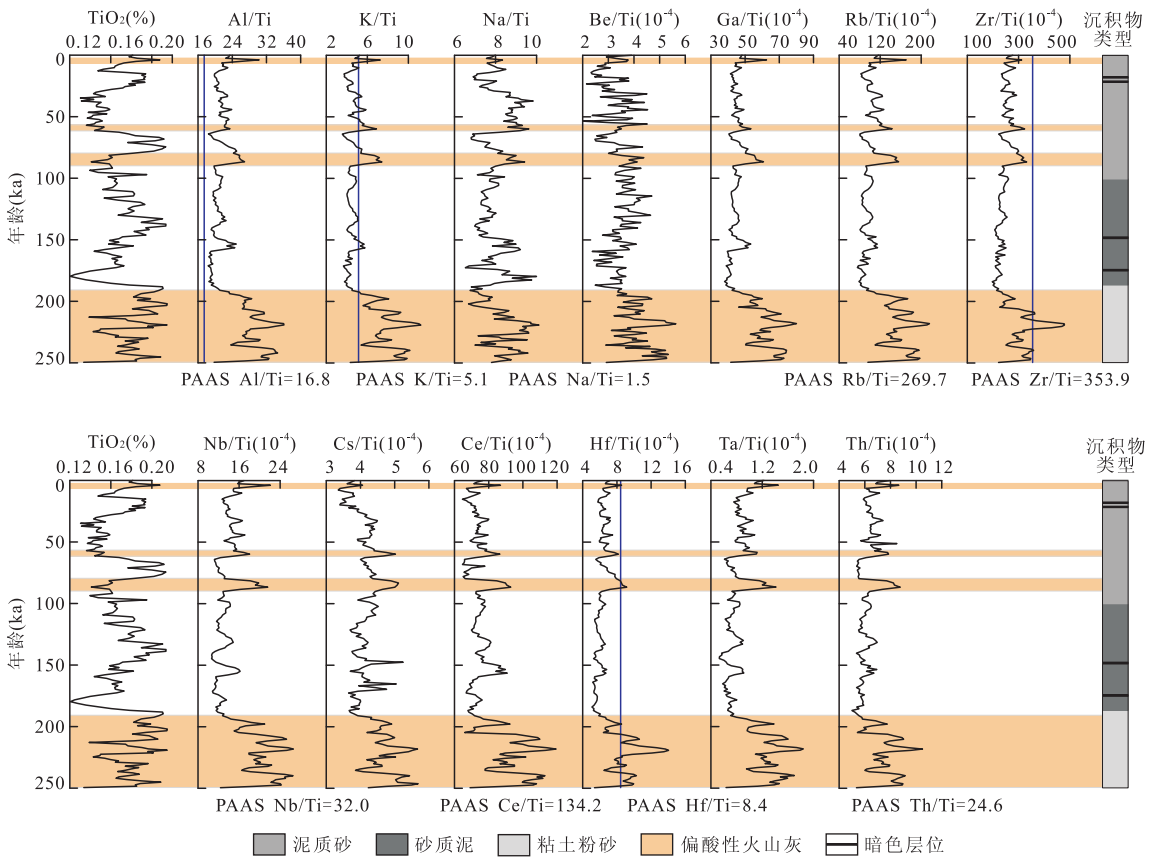 TiO₂(%) Al/Ti K/Ti Na/Ti Be/Ti(10⁻⁴) Ga/Ti(10⁻⁴) Rb/Ti(10⁻⁴) Zr/Ti(10⁻⁴) 沉积物
类型
0.12 0.16 0.20 16 24 32 40 2 6 10 6 8 10 2 3 4 5 6 30 50 70 90 40 120 200 100 300 500
0
50
100
150
200
250
年龄(ka)
PAAS Al/Ti=16.8 PAAS K/Ti=5.1 PAAS Na/Ti=1.5 PAAS Rb/Ti=269.7 PAAS Zr/Ti=353.9
TiO₂(%) Nb/Ti(10⁻⁴) Cs/Ti(10⁻⁴) Ce/Ti(10⁻⁴) Hf/Ti(10⁻⁴) Ta/Ti(10⁻⁴) Th/Ti(10⁻⁴) 沉积物
类型
0.12 0.16 0.20 8 16 24 3 4 5 6 60 80 100 120 4 8 12 16 0.4 1.2 2.0 4 6 8 10 12
0
50
100
150
200
250
年龄(ka)
PAAS Nb/Ti=32.0 PAAS Ce/Ti=134.2 PAAS Hf/Ti=8.4 PAAS Th/Ti=24.6
泥质砂 砂质泥 粘土粉砂 偏酸性火山灰 暗色层位